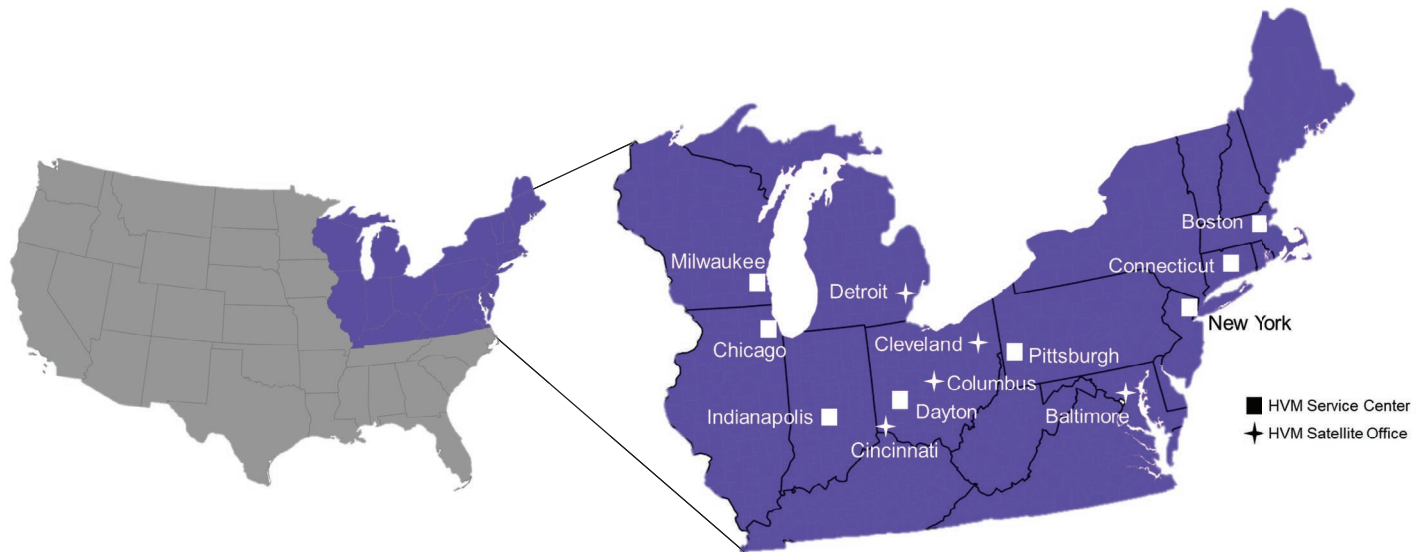 Boston
Milwaukee
Connecticut
Detroit
New York
Chicago
Cleveland
Pittsburgh
Columbus
Indianapolis
Dayton
Baltimore
Cincinnati
HVM Service Center
HVM Satellite Office